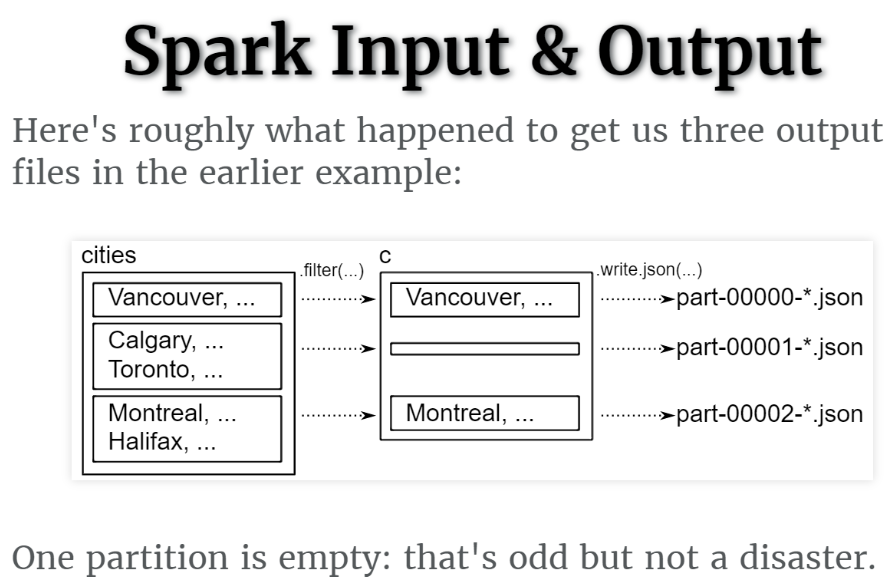 Spark Input & Output
Here's roughly what happened to get us three output
files in the earlier example:
cities
.filter(...)
c
.write.json(...)
Vancouver, ...
Vancouver, ...
part-00000-*.json
Calgary, ...
Toronto, ...
part-00001-*.json
Montreal, ...
Halifax, ...
Montreal, ...
part-00002-*.json
One partition is empty: that's odd but not a disaster.